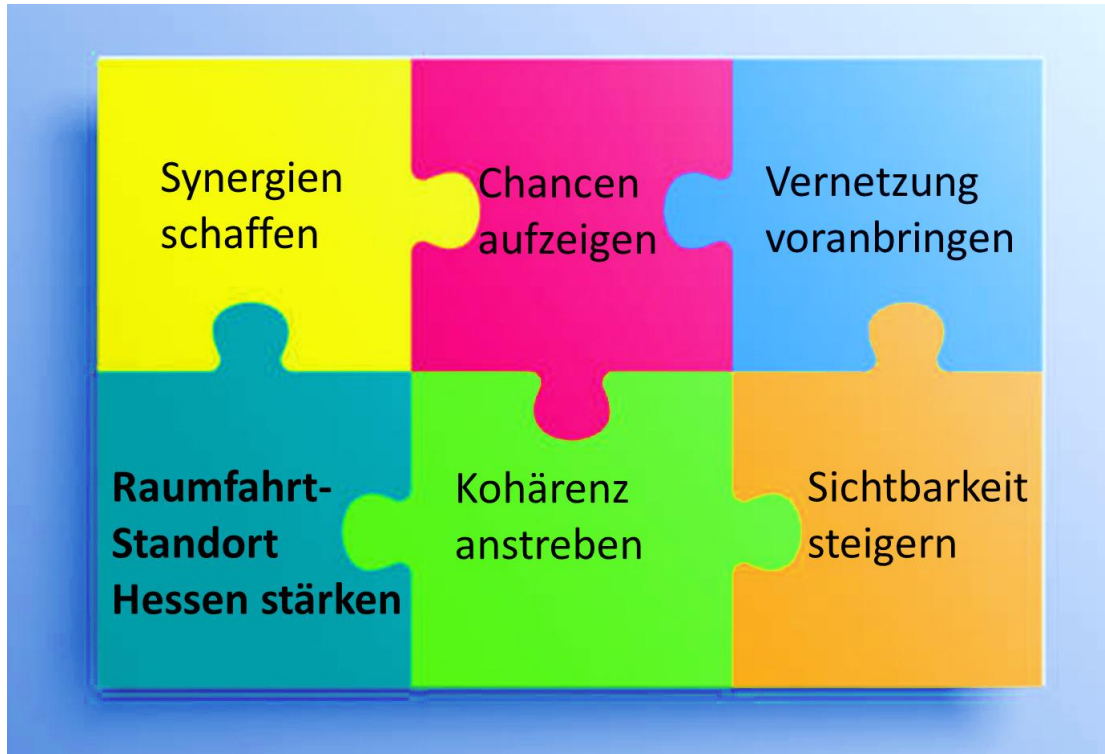 Synergien
schaffen
Chancen
aufzeigen
Vernetzung
voranbringen
Raumfahrt-
Standort
Hessen stärken
Kohärenz
anstreben
Sichtbarkeit
steigern